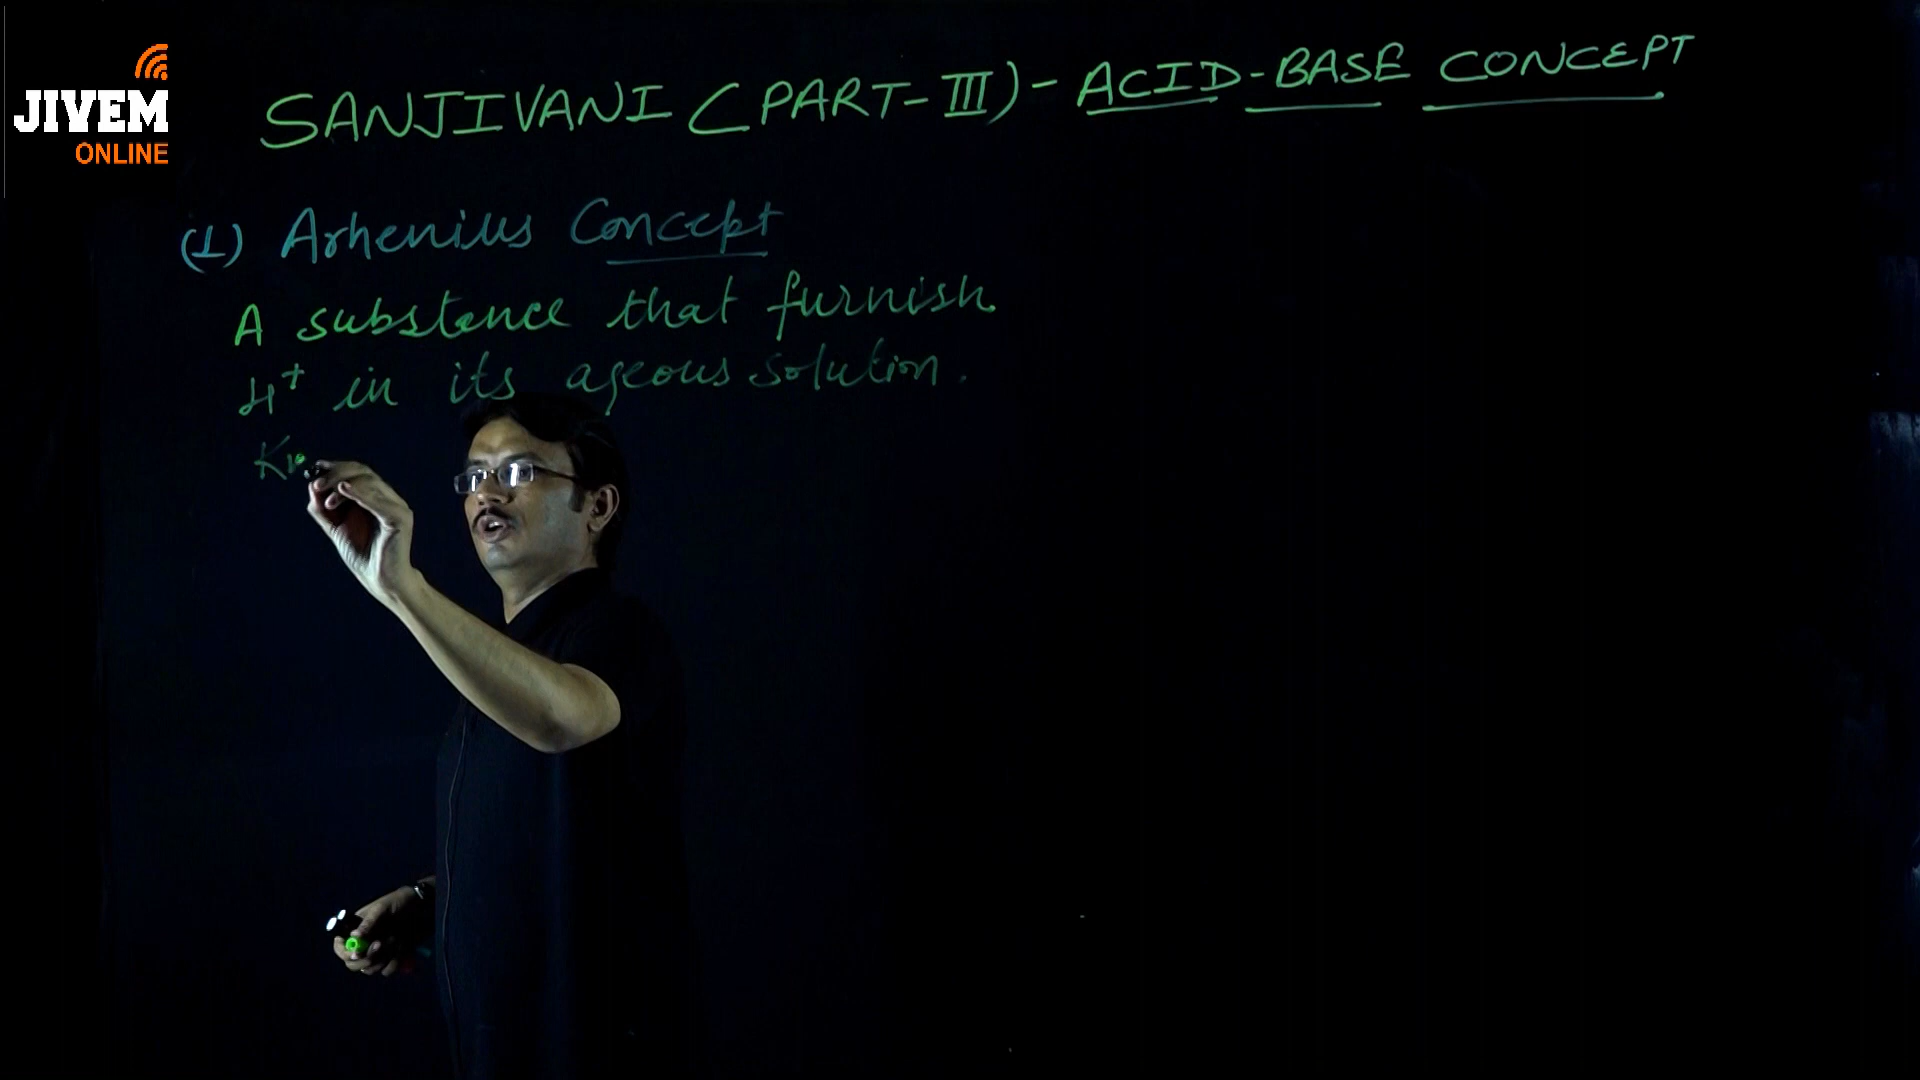 JIVEM
ONLINE
SANJIVANI (PART-III) - ACID-BASE CONCEPT
(1) Arhenius Concept
A substance that furnish
H+ in its aqeous solution.